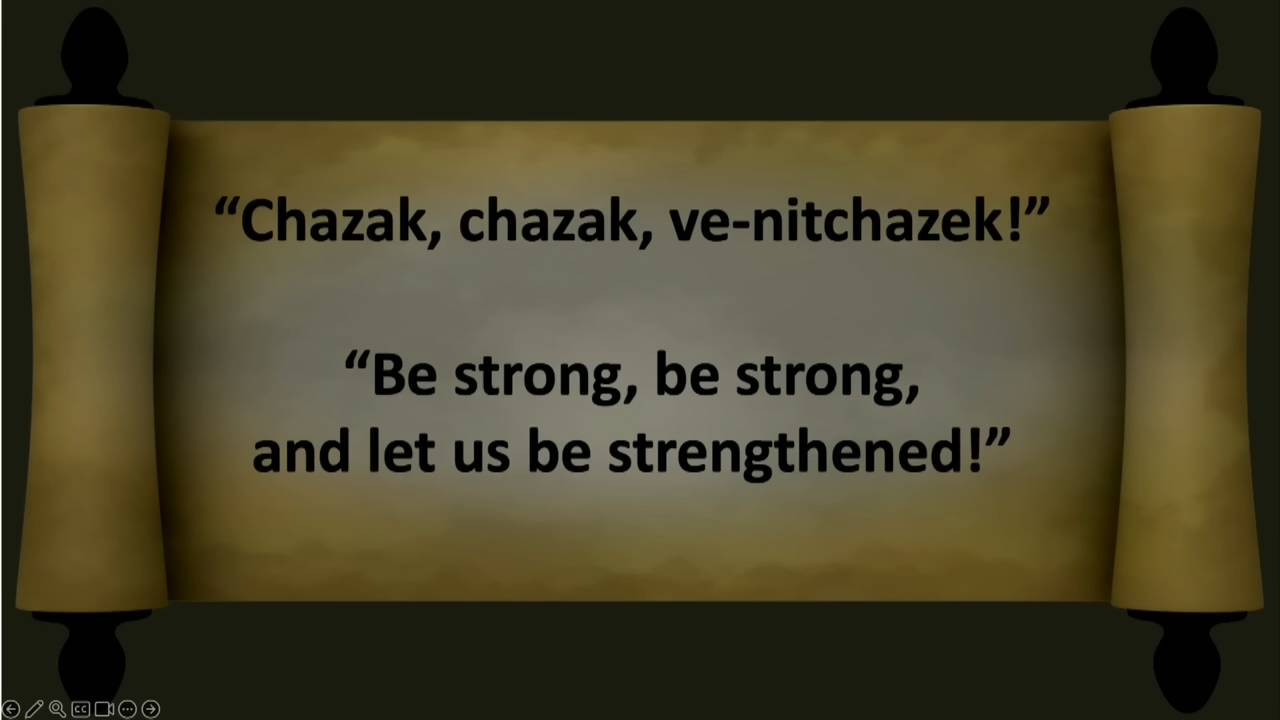 “Chazak, chazak, ve-nitchazek!”
“Be strong, be strong,
and let us be strengthened!”